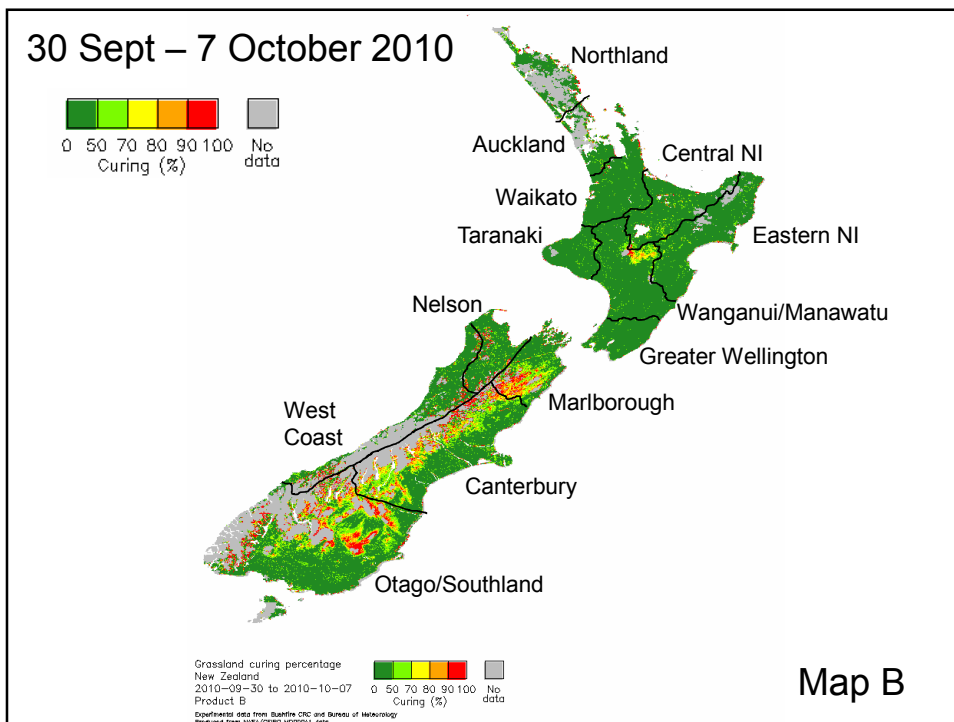 30 Sept – 7 October 2010
0 50 70 80 90 100
Curing (%)
No
data
Northland
Auckland
Central NI
Waikato
Taranaki
Eastern NI
Nelson
Wanganui/Manawatu
Greater Wellington
Marlborough
West
Coast
Canterbury
Otago/Southland
Grassland curing percentage
New Zealand
2010-09-30 to 2010-10-07
Product B
Experimental data from Bushfire CRC and Bureau of Meteorology
0 50 70 80 90 100
Curing (%)
No
data
Map B